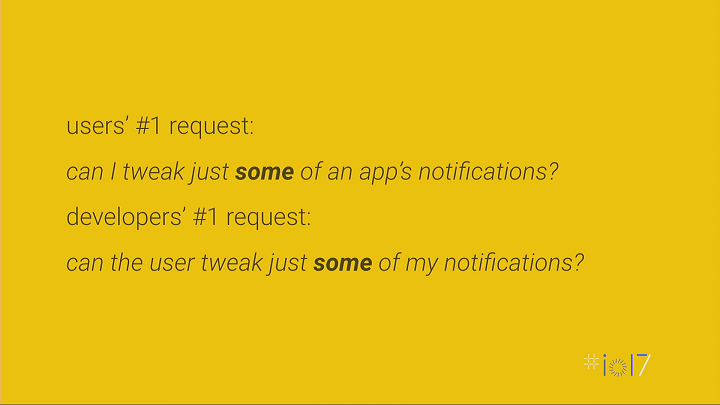 users’ #1 request:
can I tweak just some of an app’s notifications?
developers’ #1 request:
can the user tweak just some of my notifications?
#io17